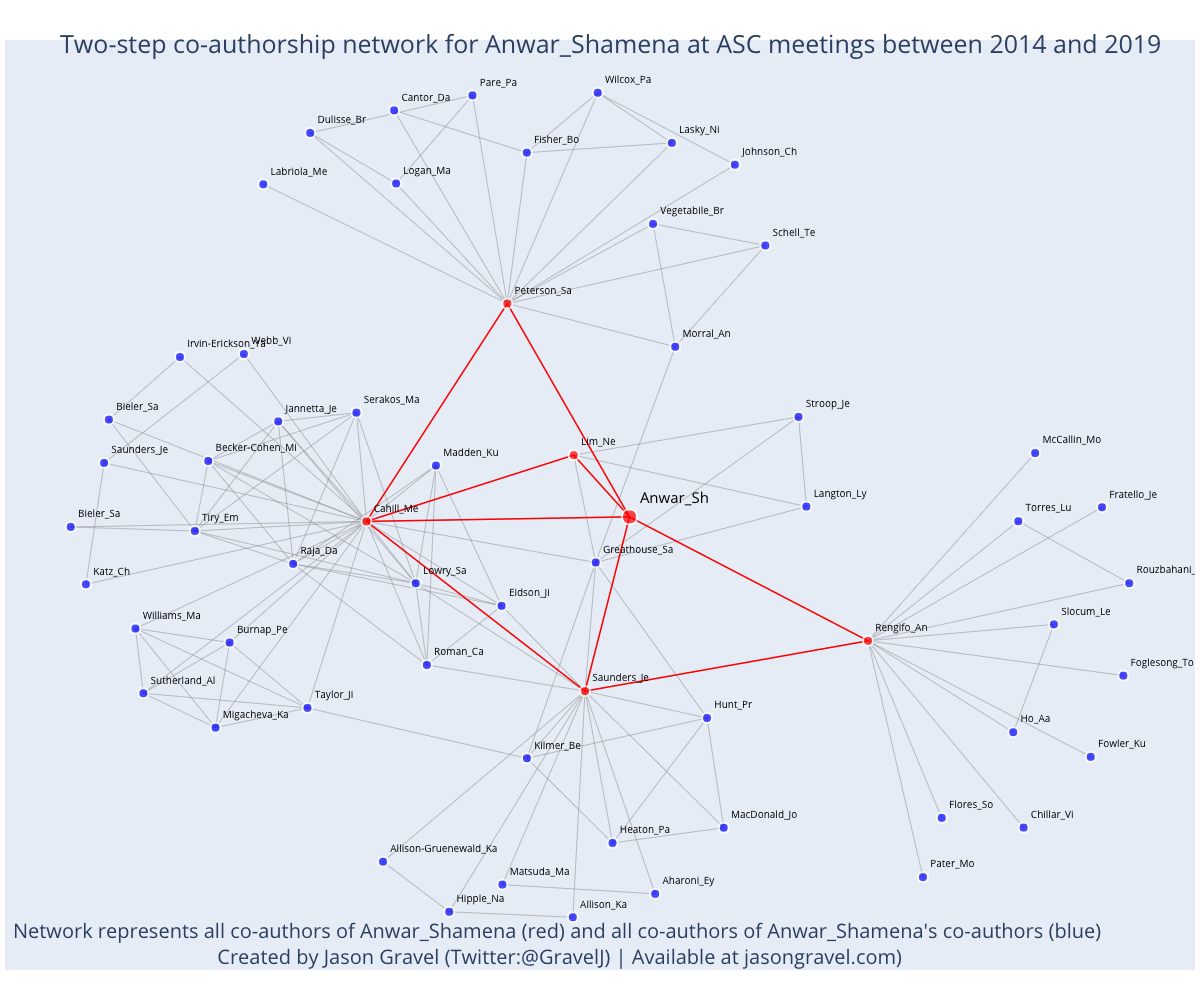 Two-step co-authorship network for Anwar_Shamena at ASC meetings between 2014 and 2019
Pare_Pa
Wilcox_Pa
Cantor_Da
Dulisse_Br
Fisher_Bo
Lasky_Ni
Johnson_Ch
Labriola_Me
Logan_Ma
Vegetabile_Br
Schell_Te
Peterson_Sa
Morral_An
Irvin-Erickson_Ya
Webb_Vi
Bieler_Sa
Jannetta_Je
Serakos_Ma
Stroop_Je
Saunders_Je
Becker-Cohen_Mi
Madden_Ku
Lim_Ne
McCallin_Mo
Anwar_Sh
Langton_Ly
Fratello_Je
Bieler_Sa
Tiry_Em
Cahill_Me
Torres_Lu
Raja_Da
Greathouse_Sa
Katz_Ch
Lowry_Sa
Rouzbahani_
Eidson_Ji
Williams_Ma
Burnap_Pe
Rengifo_An
Slocum_Le
Roman_Ca
Foglesong_To
Sutherland_Al
Taylor_Ji
Saunders_Je
Migacheva_Ka
Hunt_Pr
Ho_Aa
Kilmer_Be
Fowler_Ku
Flores_So
Chillar_Vi
MacDonald_Jo
Heaton_Pa
Allison-Gruenewald_Ka
Pater_Mo
Matsuda_Ma
Aharoni_Ey
Hipple_Na
Allison_Ka
Network represents all co-authors of Anwar_Shamena (red) and all co-authors of Anwar_Shamena's co-authors (blue)
Created by Jason Gravel (Twitter:@GravelJ) | Available at jasongravel.com)